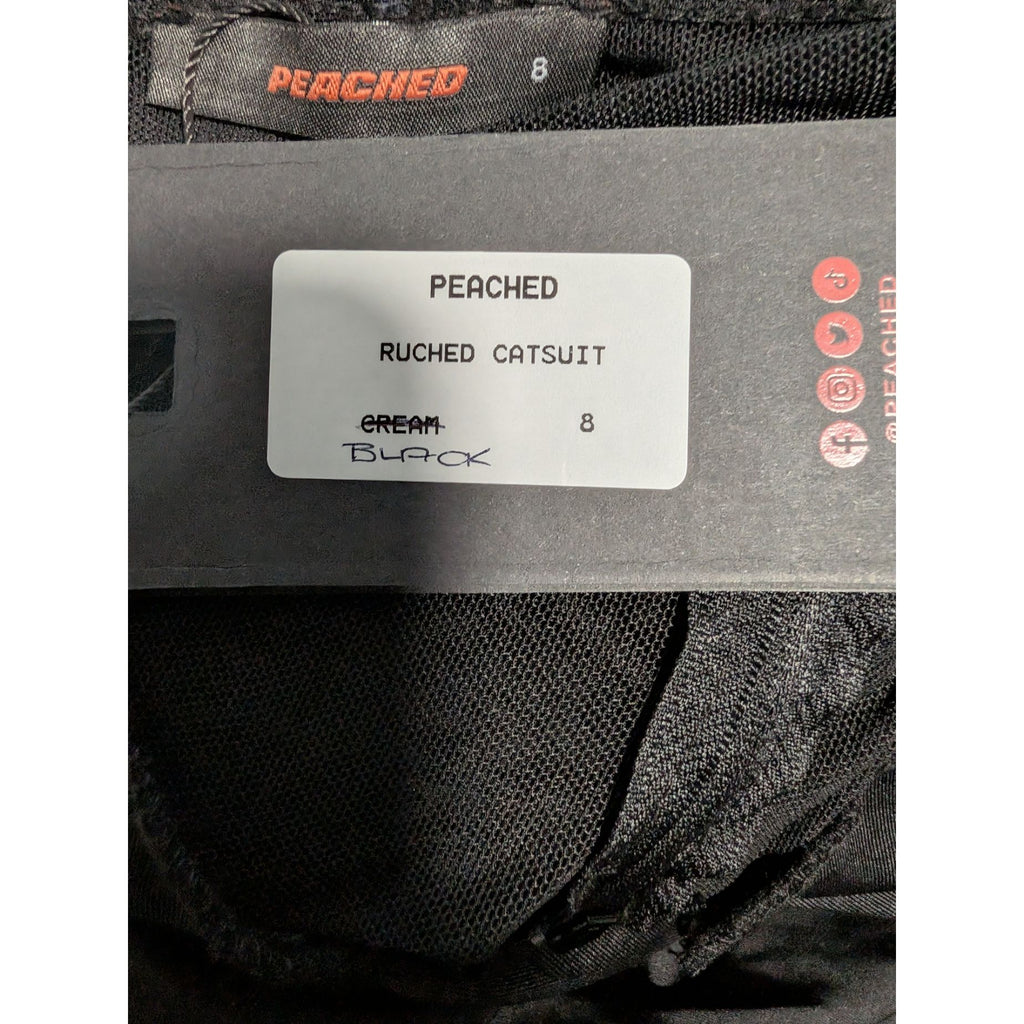 PEACHED 8
PEACHED
RUCHED CATSUIT
CREAM 8
BLACK
@PEACHED